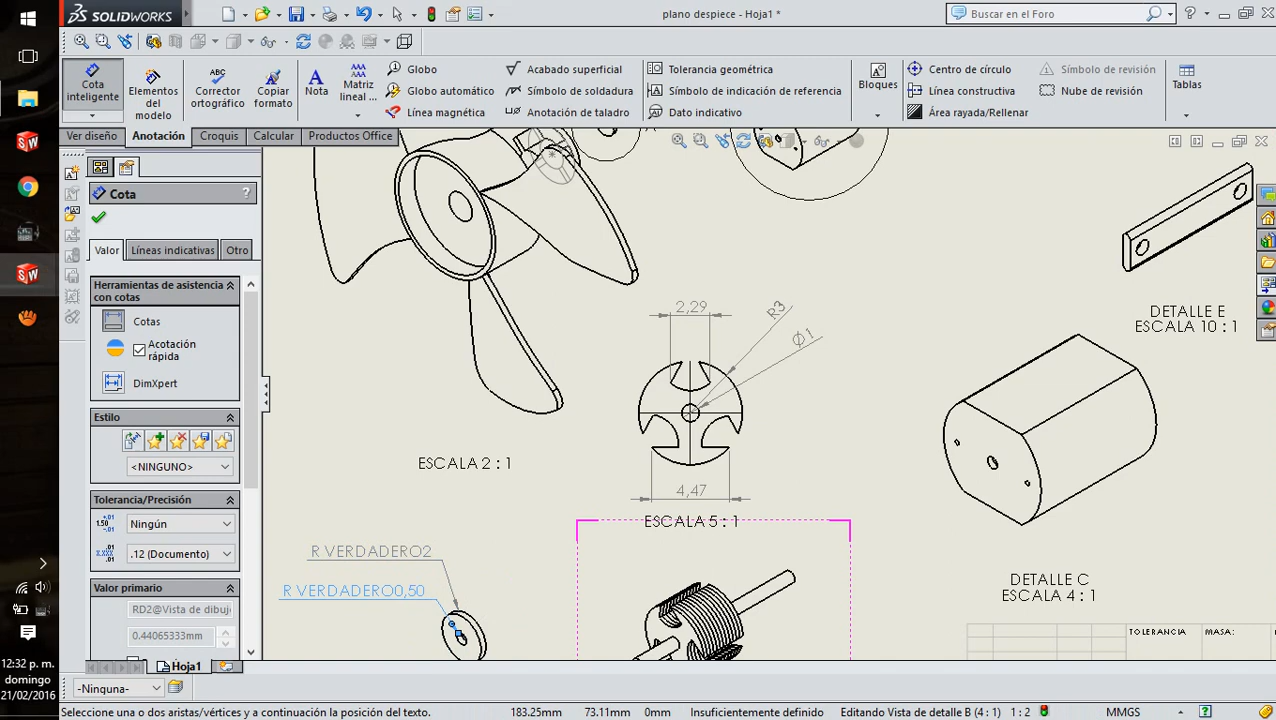 SOLIDWORKS
plano despiece - Hoja1 *
Buscar en el Foro
Cota inteligente
Elementos del modelo
Corrector ortográfico
Copiar formato
Nota
Matriz lineal ...
Globo
Globo automático
Línea magnética
Acabado superficial
Símbolo de soldadura
Anotación de taladro
Tolerancia geométrica
Símbolo de indicación de referencia
Dato indicativo
Bloques
Centro de círculo
Línea constructiva
Área rayada/Rellenar
Símbolo de revisión
Nube de revisión
Tablas
Ver diseño
Anotación
Croquis
Calcular
Productos Office
Cota
?
Valor
Líneas indicativas
Otro
Herramientas de asistencia
con cotas
Cotas
Acotación
rápida
DimXpert
Estilo
<NINGUNO>
Tolerancia/Precisión
Ningún
.12 (Documento)
Valor primario
RD2@Vista de dibuj
0.44065333mm
2,29
R3
Ø1
4,47
ESCALA 2 : 1
ESCALA 5 : 1
R VERDADERO2
R VERDADERO0,50
DETALLE E
ESCALA 10 : 1
DETALLE C
ESCALA 4 : 1
TOLERANCIA
MASA:
Hoja1
-Ninguna-
12:32 p. m.
domingo
21/02/2016
Seleccione una o dos aristas/vértices y a continuación la posición del texto.
183.25mm
73.11mm
0mm
Insuficientemente definido
Editando Vista de detalle B (4 : 1)
1 : 2
MMGS